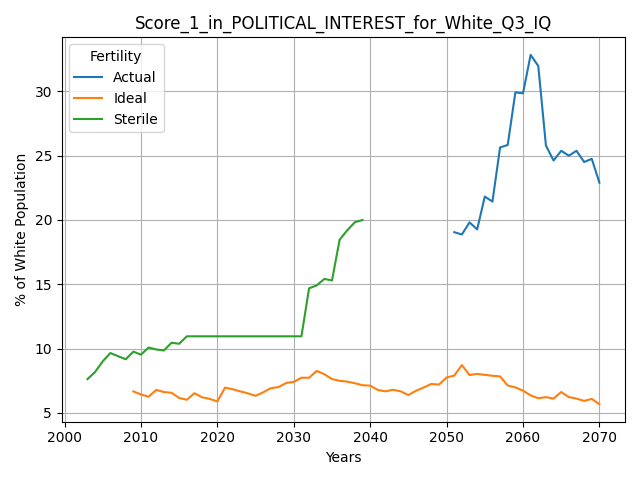 Score_1_in_POLITICAL_INTEREST_for_White_Q3_IQ
Fertility
Actual
Ideal
Sterile
% of White Population
30
25
20
15
10
5
2000 2010 2020 2030 2040 2050 2060 2070
Years